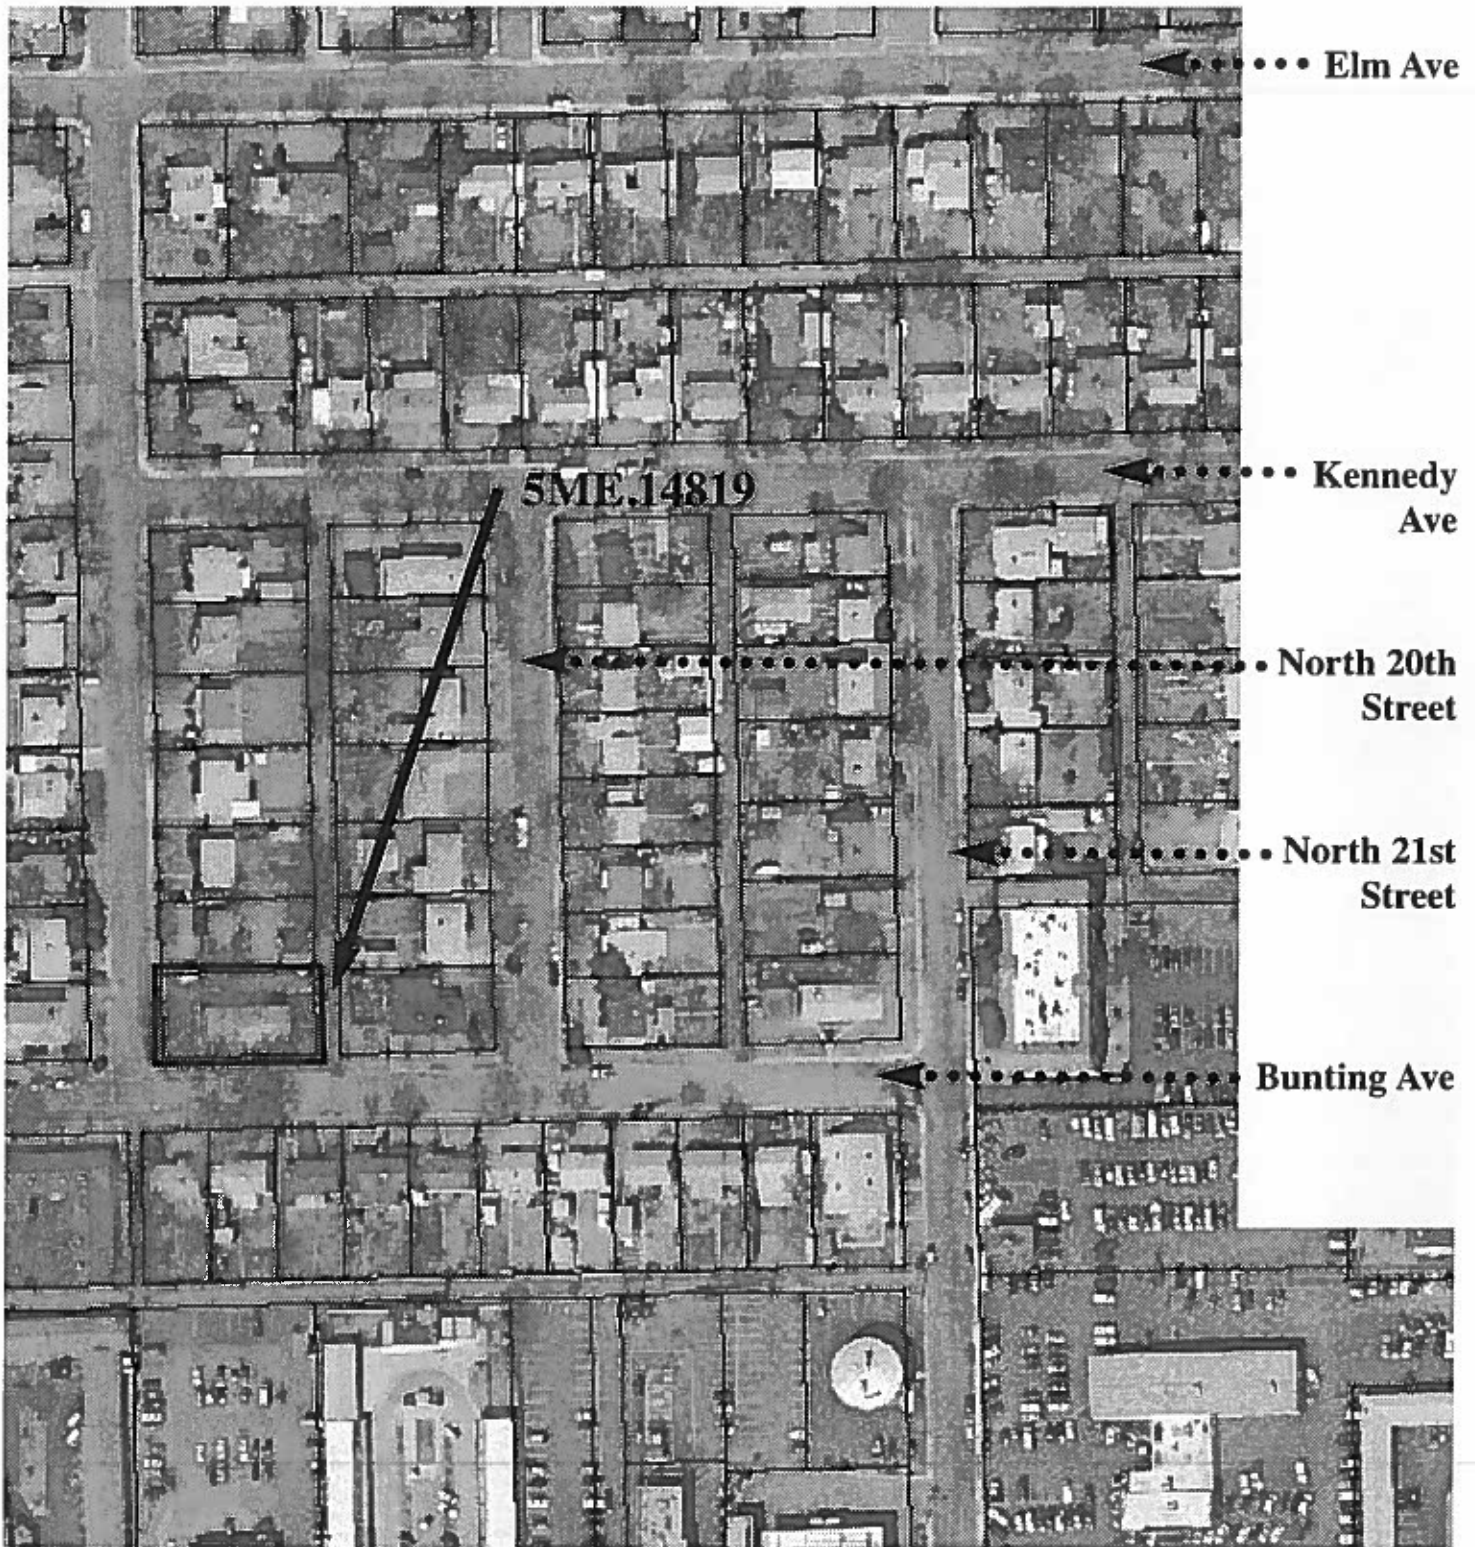 Elm Ave
Kennedy
Ave
5ME.14819
North 20th
Street
North 21st
Street
Bunting Ave